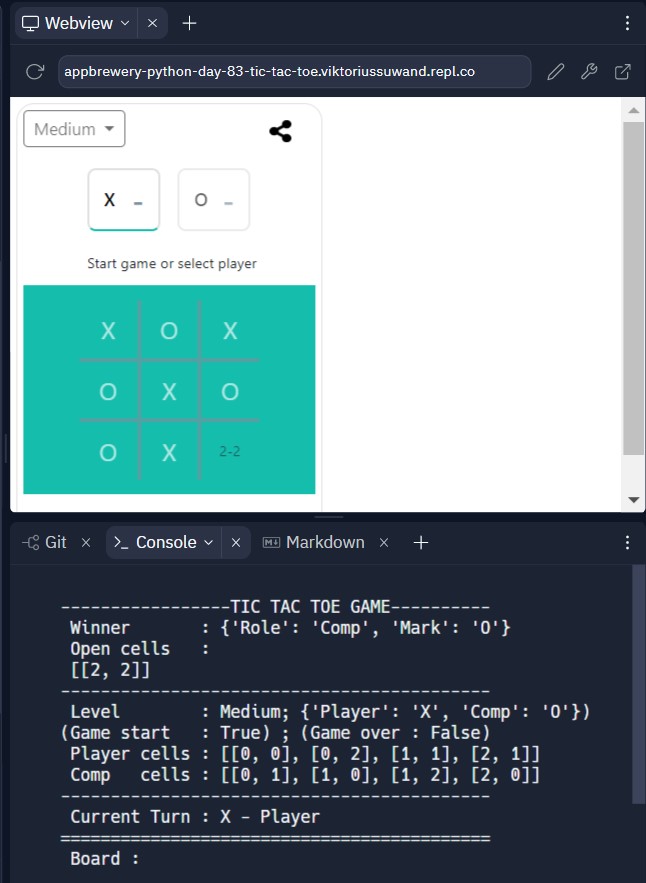 Webview
appbrewery-python-day-83-tic-tac-toe.viktoriussuwand.repl.co
Medium
X -
O -
Start game or select player
X O X
O X O
O X 2-2
Git
Console
Markdown
-----------------TIC TAC TOE GAME----------
Winner : {'Role': 'Comp', 'Mark': 'O'}
Open cells :
[[2, 2]]
-------------------------------------------
Level : Medium; {'Player': 'X', 'Comp': 'O'})
(Game start : True) ; (Game over : False)
Player cells : [[0, 0], [0, 2], [1, 1], [2, 1]]
Comp cells : [[0, 1], [1, 0], [1, 2], [2, 0]]
-------------------------------------------
Current Turn : X - Player
===========================================
Board :